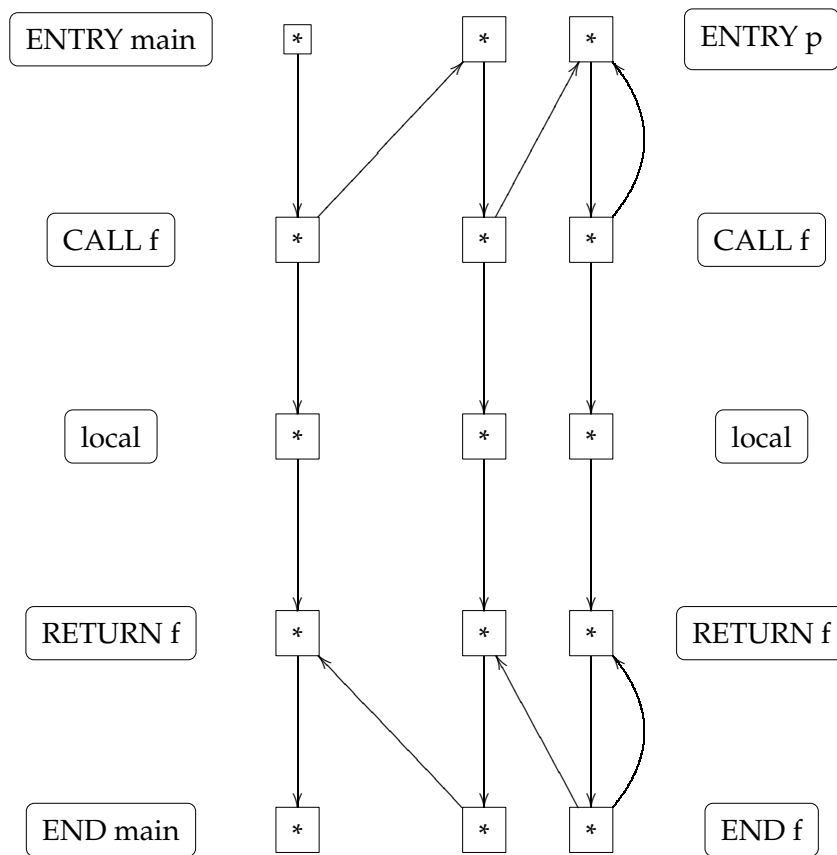 ENTRY main * * * ENTRY p
CALL f * * * CALL f
local * * * local
RETURN f * * * RETURN f
END main * * * END f